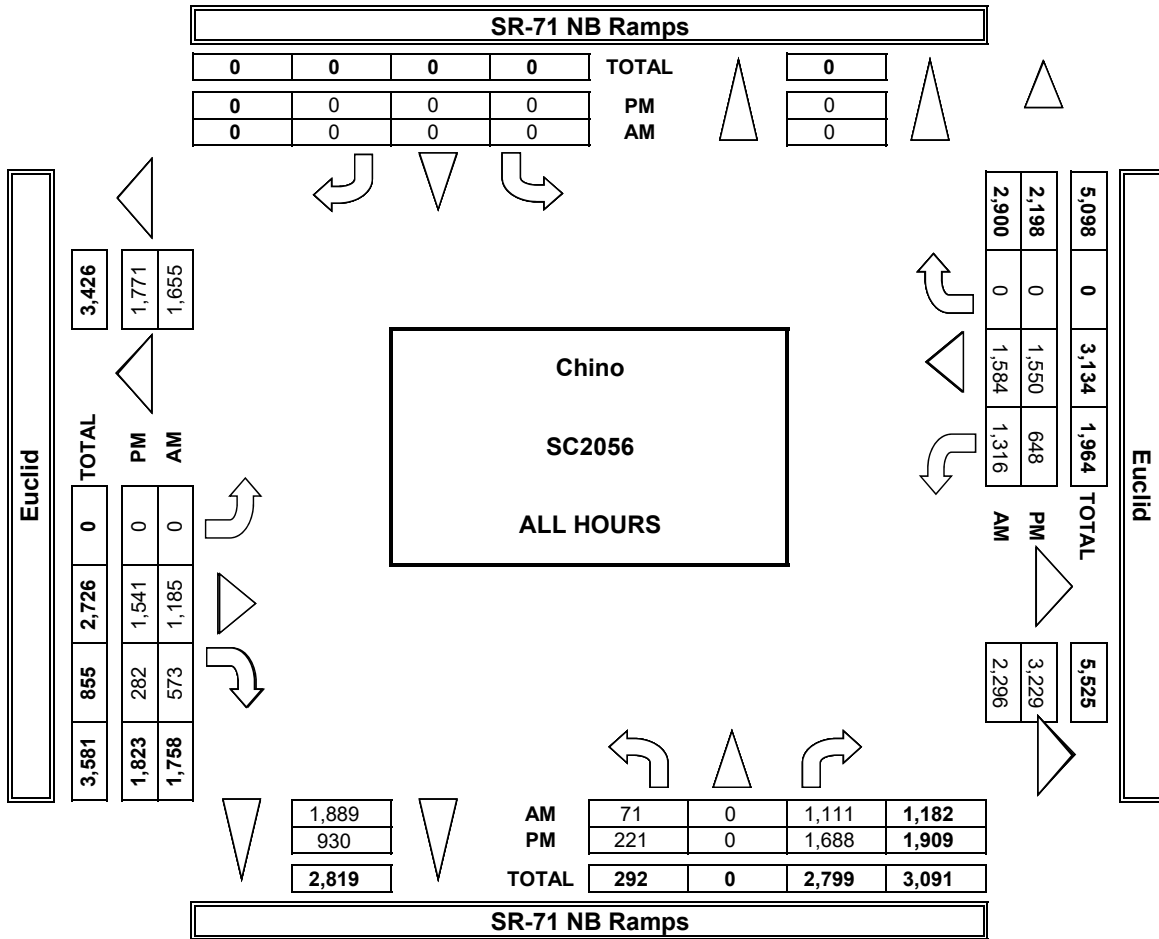 SR-71 NB Ramps
0 0 0 0 TOTAL 0
0 0 0 0 PM 0
0 0 0 0 AM 0
Euclid
3,426
1,771
1,655
TOTAL PM AM
0 0 0
2,726 1,541 1,185
855 282 573
3,581 1,823 1,758
Chino
SC2056
ALL HOURS
2,900 2,198 5,098
0 0 0
1,584 1,550 3,134
1,316 648 1,964
AM PM TOTAL
2,296 3,229 5,525
Euclid
1,889 AM 71 0 1,111 1,182
930 PM 221 0 1,688 1,909
2,819 TOTAL 292 0 2,799 3,091
SR-71 NB Ramps